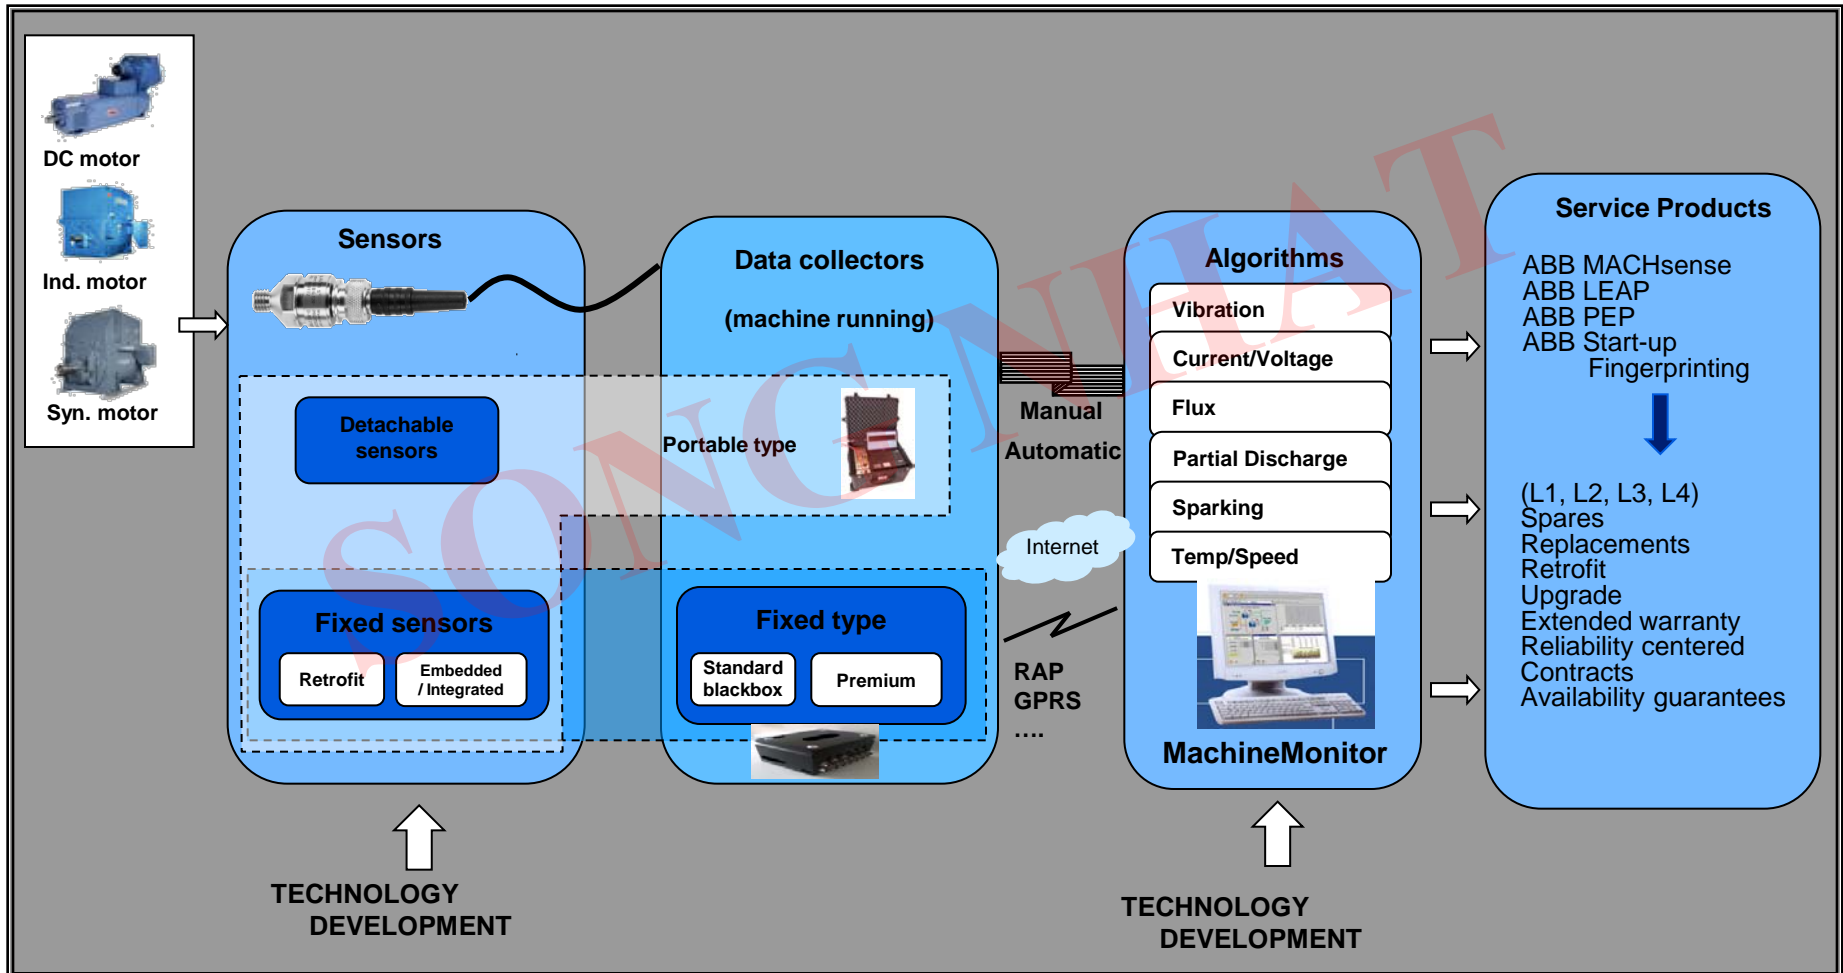 DC motor
Ind. motor
Syn. motor
Sensors
Detachable
sensors
Fixed sensors
Retrofit
Embedded
/ Integrated
Data collectors
(machine running)
Portable type
Fixed type
Standard
blackbox
Premium
Manual
Automatic
Internet
RAP
GPRS
....
Algorithms
Vibration
Current/Voltage
Flux
Partial Discharge
Sparking
Temp/Speed
MachineMonitor
Service Products
ABB MACHsense
ABB LEAP
ABB PEP
ABB Start-up
Fingerprinting
(L1, L2, L3, L4)
Spares
Replacements
Retrofit
Upgrade
Extended warranty
Reliability centered
Contracts
Availability guarantees
TECHNOLOGY
DEVELOPMENT
TECHNOLOGY
DEVELOPMENT
SONG NHAT